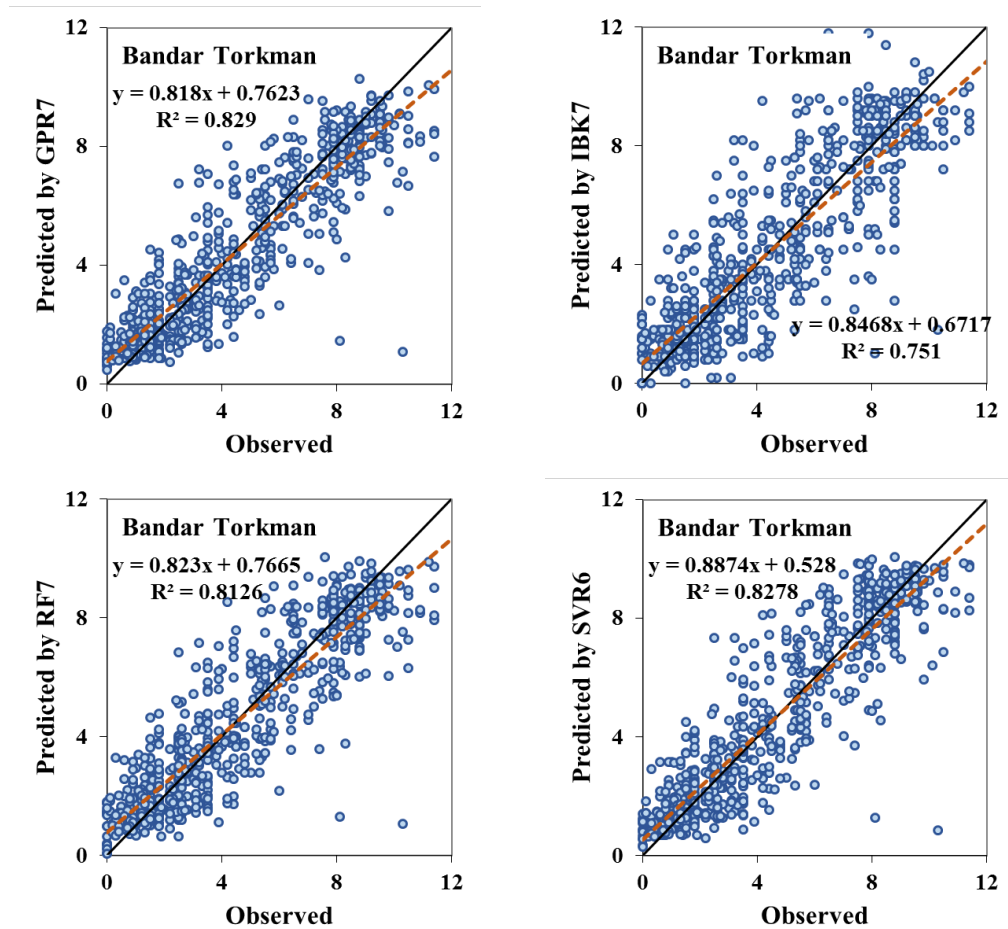 12
8
4
0
Predicted by GPR7
Bandar Torkman
y = 0.818x + 0.7623
R² = 0.829
0 4 8 12
Observed
12
8
4
0
Predicted by IBK7
Bandar Torkman
y = 0.8468x + 0.6717
R² = 0.751
0 4 8 12
Observed
12
8
4
0
Predicted by RF7
Bandar Torkman
y = 0.823x + 0.7665
R² = 0.8126
0 4 8 12
Observed
12
8
4
0
Predicted by SVR6
Bandar Torkman
y = 0.8874x + 0.528
R² = 0.8278
0 4 8 12
Observed